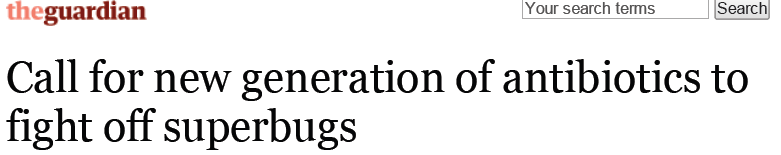 theguardian
Your search terms Search
Call for new generation of antibiotics to
fight off superbugs